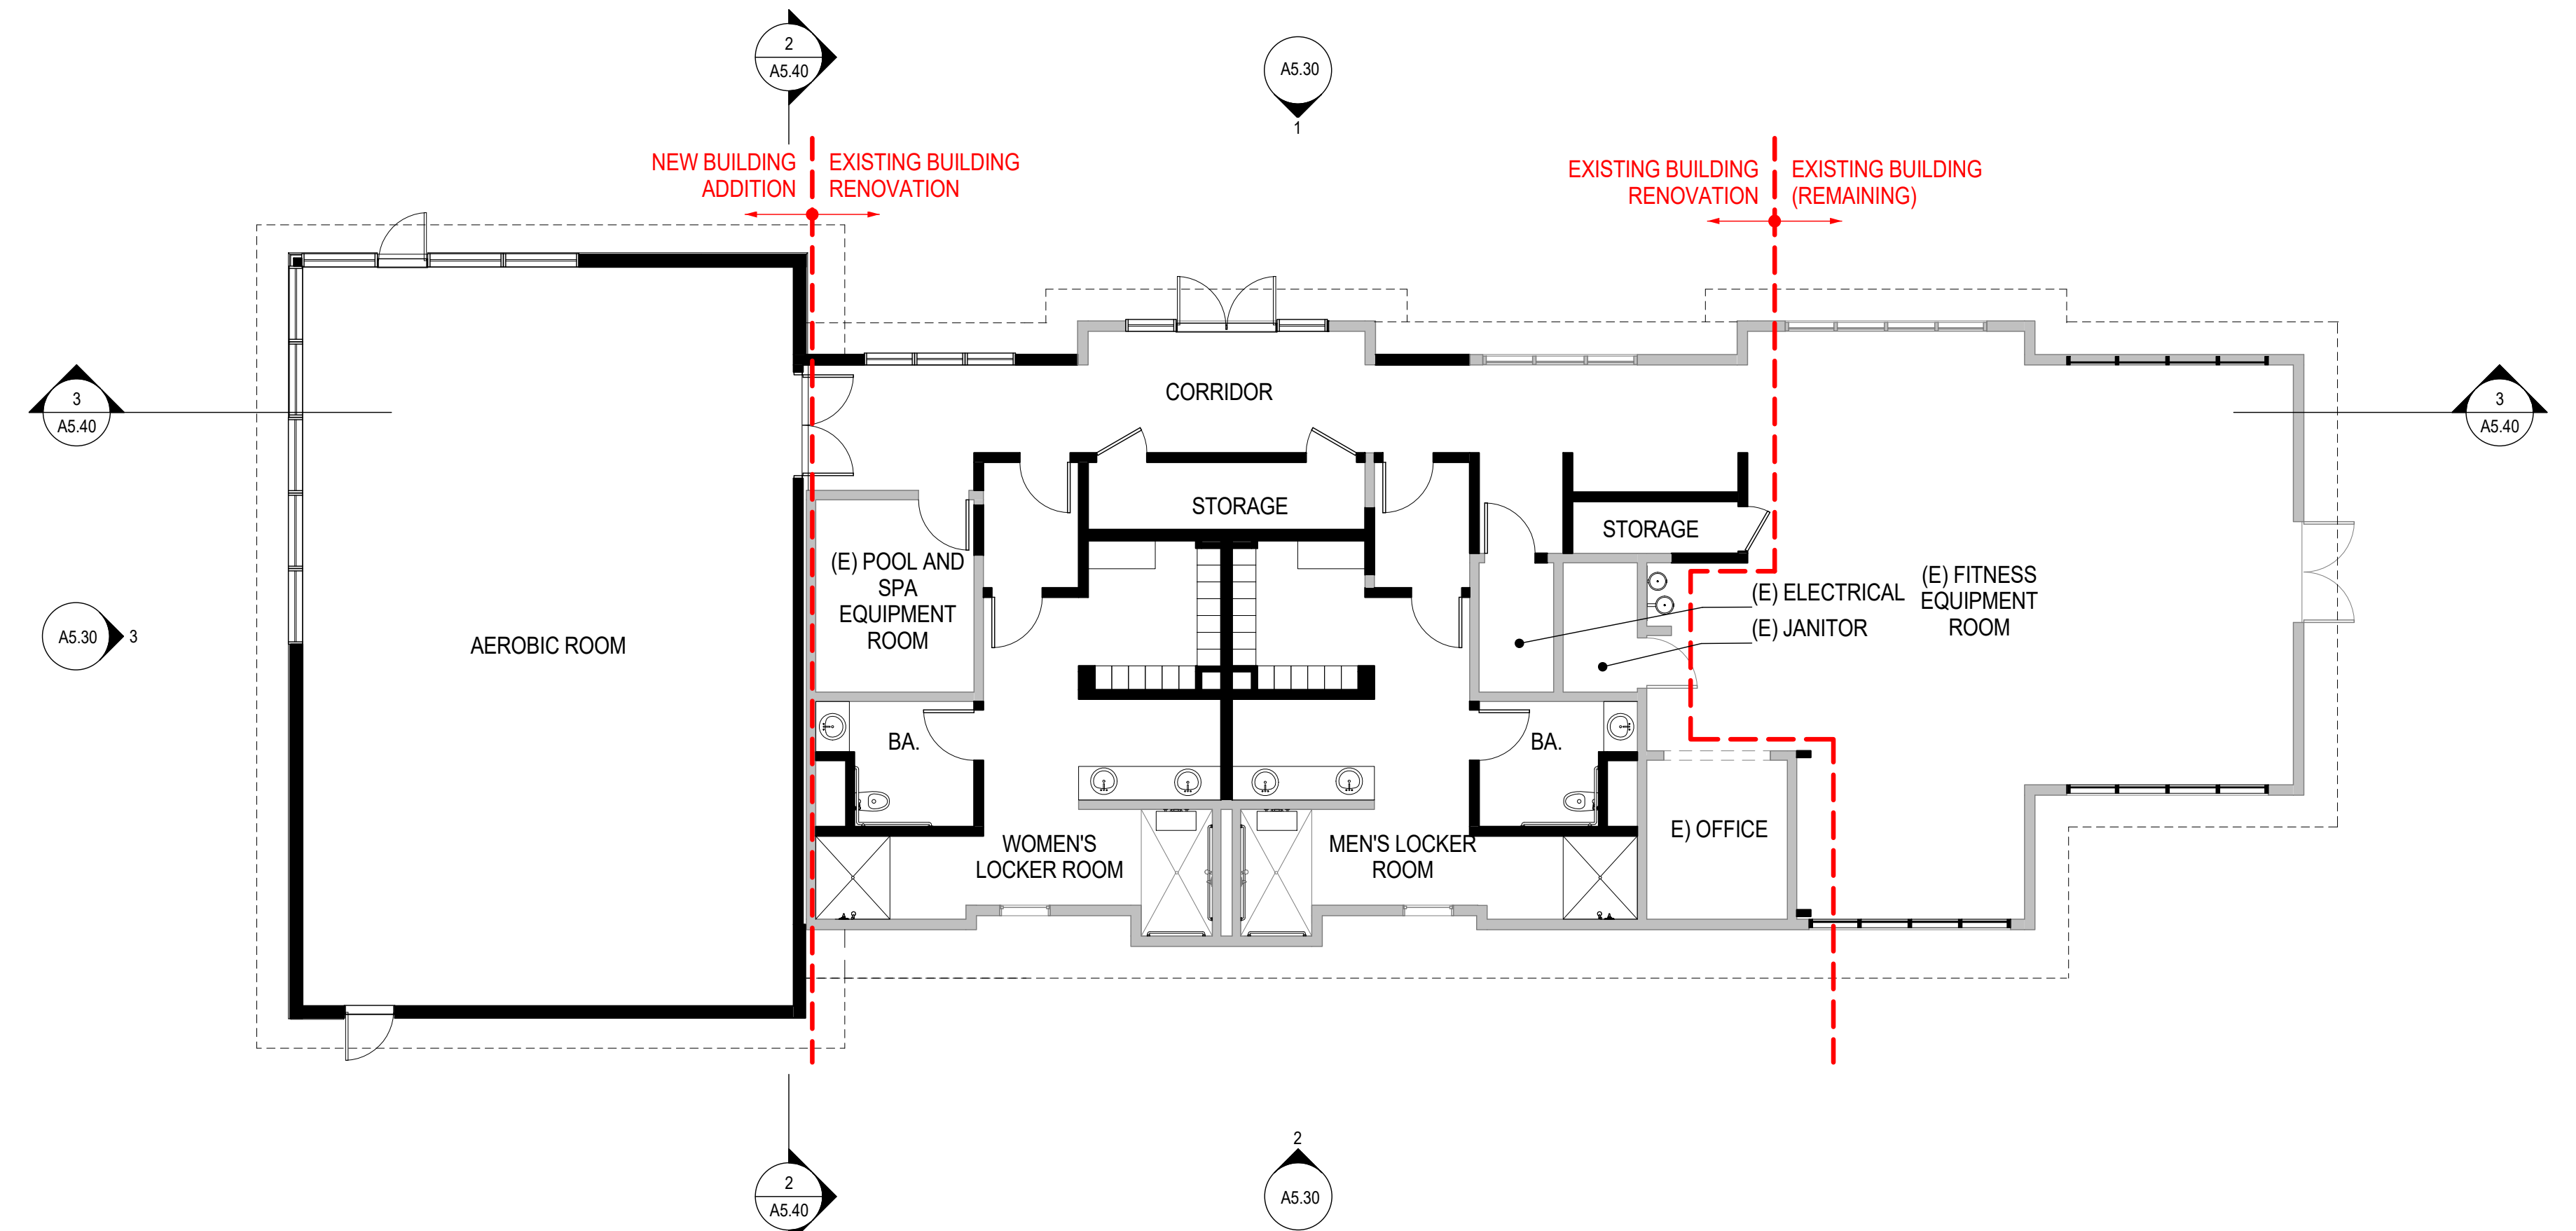 2
A5.40
A5.30
1
NEW BUILDING
ADDITION
EXISTING BUILDING
RENOVATION
EXISTING BUILDING
RENOVATION
EXISTING BUILDING
(REMAINING)
3
A5.40
CORRIDOR
3
A5.40
STORAGE
STORAGE
(E) POOL AND
SPA
EQUIPMENT
ROOM
(E) ELECTRICAL
(E) JANITOR
(E) FITNESS
EQUIPMENT
ROOM
A5.30
3
AEROBIC ROOM
BA.
BA.
WOMEN'S
LOCKER ROOM
MEN'S LOCKER
ROOM
E) OFFICE
2
A5.40
2
A5.30